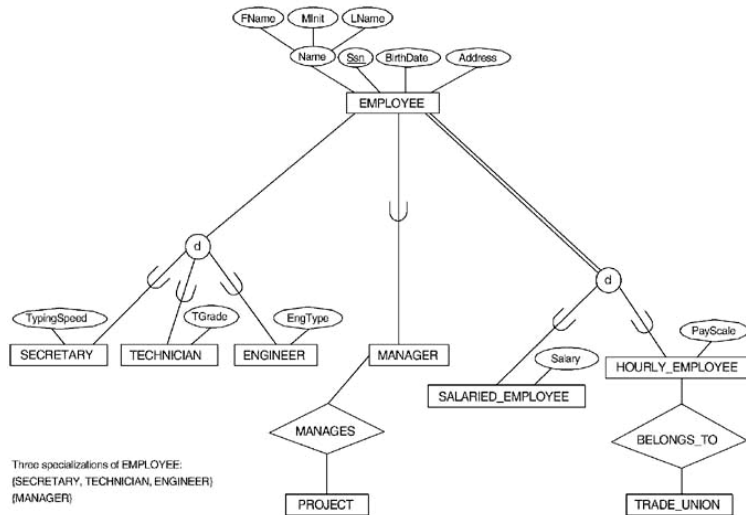 FName
MInit
LName
Name
Ssn
BirthDate
Address
EMPLOYEE
d
d
TypingSpeed
TGrade
EngType
SECRETARY
TECHNICIAN
ENGINEER
MANAGER
Salary
PayScale
SALARIED_EMPLOYEE
HOURLY_EMPLOYEE
MANAGES
BELONGS_TO
Three specializations of EMPLOYEE:
{SECRETARY, TECHNICIAN, ENGINEER}
{MANAGER}
PROJECT
TRADE_UNION